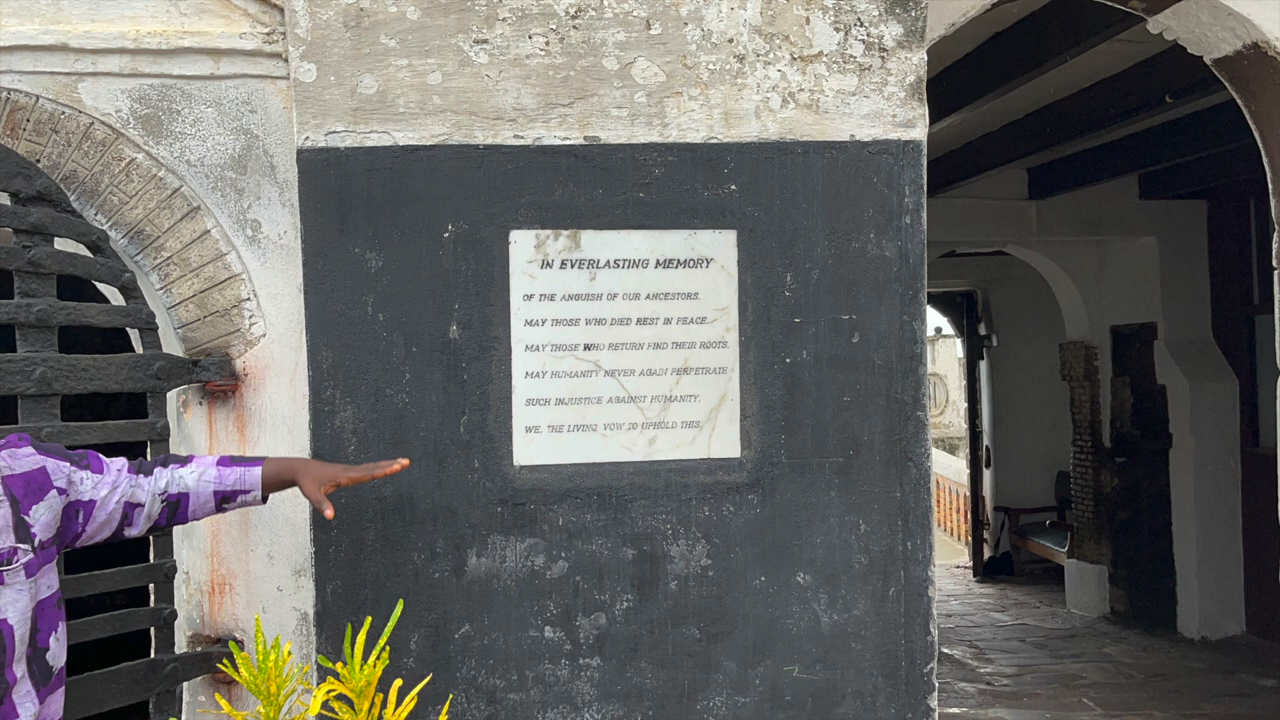 IN EVERLASTING MEMORY
OF THE ANGUISH OF OUR ANCESTORS.
MAY THOSE WHO DIED REST IN PEACE.
MAY THOSE WHO RETURN FIND THEIR ROOTS.
MAY HUMANITY NEVER AGAIN PERPETRATE
SUCH INJUSTICE AGAINST HUMANITY.
WE, THE LIVING, VOW TO UPHOLD THIS.